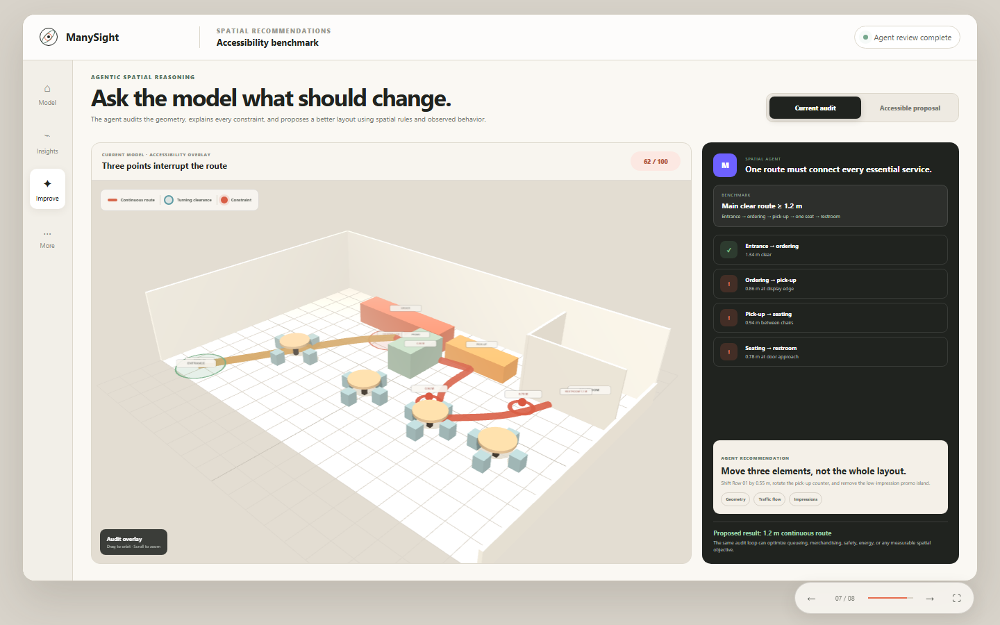 ManySight
SPATIAL RECOMMENDATIONS
Accessibility benchmark
Agent review complete
Model
Insights
Improve
More
AGENTIC SPATIAL REASONING
Ask the model what should change.
The agent audits the geometry, explains every constraint, and proposes a better layout using spatial rules and observed behavior.
Current audit
Accessible proposal
CURRENT MODEL · ACCESSIBILITY OVERLAY
Three points interrupt the route
62 / 100
Continuous route
Turning clearance
Constraint
ENTRANCE
PICK-UP
Audit overlay
Drag to orbit · Scroll to zoom
M
SPATIAL AGENT
One route must connect every essential service.
BENCHMARK
Main clear route ≥ 1.2 m
Entrance → ordering → pick-up → one seat → restroom
Entrance → ordering
1.34 m clear
Ordering → pick-up
0.86 m at display edge
Pick-up → seating
0.94 m between chairs
Seating → restroom
0.78 m at door approach
AGENT RECOMMENDATION
Move three elements, not the whole layout.
Shift Row 01 by 0.55 m, rotate the pick-up counter, and remove the low-impression promo island.
Geometry
Traffic flow
Impressions
Proposed result: 1.2 m continuous route
The same audit loop can optimize queueing, merchandising, safety, energy, or any measurable spatial
objective.
07 / 08